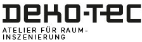 DEKO-TEC
ATELIER FÜR RAUM-
INSZENIERUNG